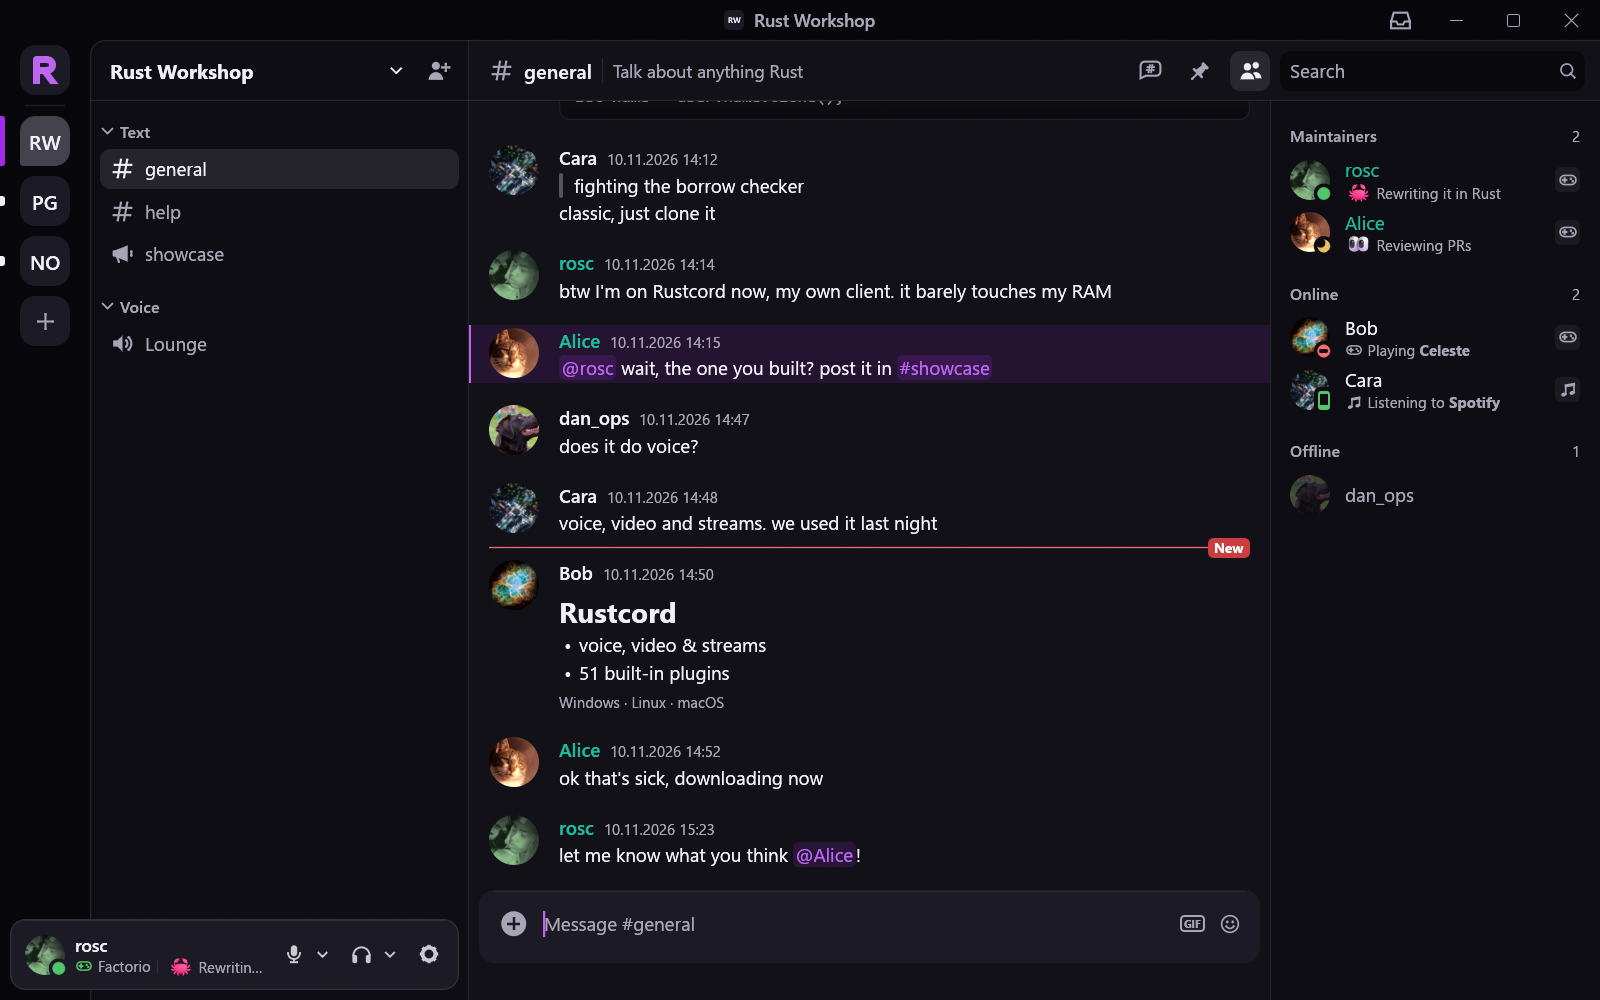 RW Rust Workshop
R
RW
PG
NO
Rust Workshop
Text
general
help
showcase
Voice
Lounge
rosc
Factorio
Rewritin...
general
Talk about anything Rust
Search
Cara 10.11.2026 14:12
fighting the borrow checker
classic, just clone it
rosc 10.11.2026 14:14
btw I'm on Rustcord now, my own client. it barely touches my RAM
Alice 10.11.2026 14:15
@rosc wait, the one you built? post it in #showcase
dan_ops 10.11.2026 14:47
does it do voice?
Cara 10.11.2026 14:48
voice, video and streams. we used it last night
New
Bob 10.11.2026 14:50
Rustcord
• voice, video & streams
• 51 built-in plugins
Windows · Linux · macOS
Alice 10.11.2026 14:52
ok that's sick, downloading now
rosc 10.11.2026 15:23
let me know what you think @Alice!
Message #general
GIF
Maintainers 2
rosc
Rewriting it in Rust
Alice
Reviewing PRs
Online 2
Bob
Playing Celeste
Cara
Listening to Spotify
Offline 1
dan_ops